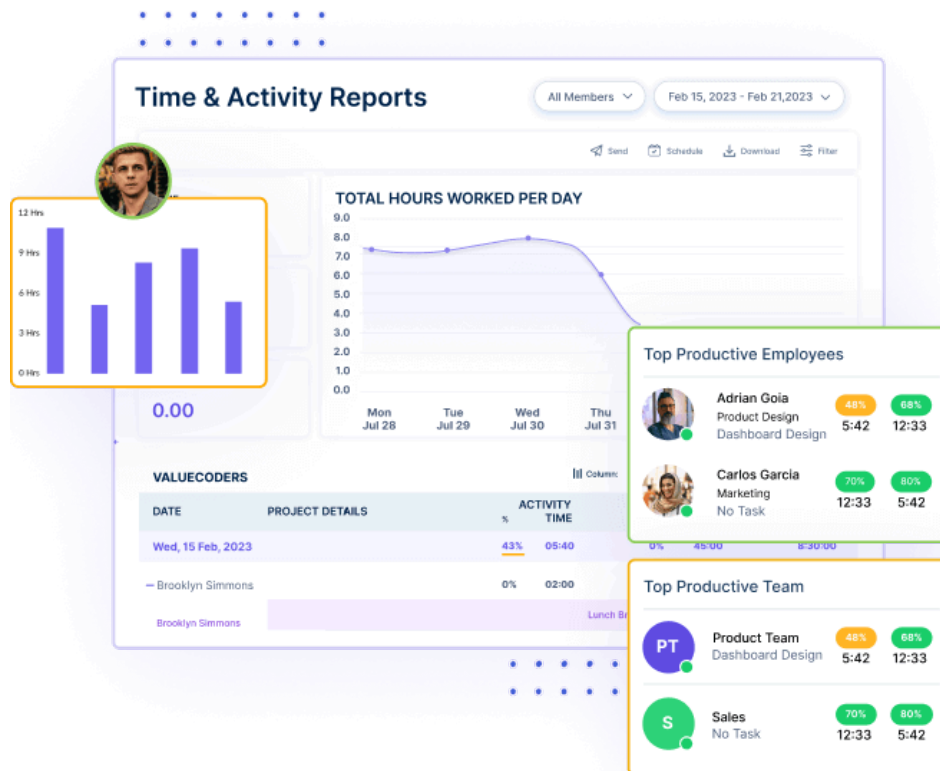 Time & Activity Reports
All Members
Feb 15, 2023 - Feb 21,2023
Send
Schedule
Download
Filter
12 Hrs
9 Hrs
6 Hrs
3 Hrs
0 Hrs
0.00
TOTAL HOURS WORKED PER DAY
9.0
8.0
7.0
6.0
5.0
4.0
3.0
2.0
1.0
0.0
Mon
Jul 28
Tue
Jul 29
Wed
Jul 30
Thu
Jul 31
Top Productive Employees
Adrian Goia
Product Design
Dashboard Design
48%
5:42
68%
12:33
Carlos Garcia
Marketing
No Task
70%
12:33
80%
5:42
VALUECODERS
Column:
DATE
PROJECT DETAILS
ACTIVITY
% TIME
Wed, 15 Feb, 2023
43%
05:40
0%
45:00
8:30:00
— Brooklyn Simmons
0%
02:00
Brooklyn Simmons
Lunch Br
Top Productive Team
PT
Product Team
Dashboard Design
48%
5:42
68%
12:33
S
Sales
No Task
70%
12:33
80%
5:42